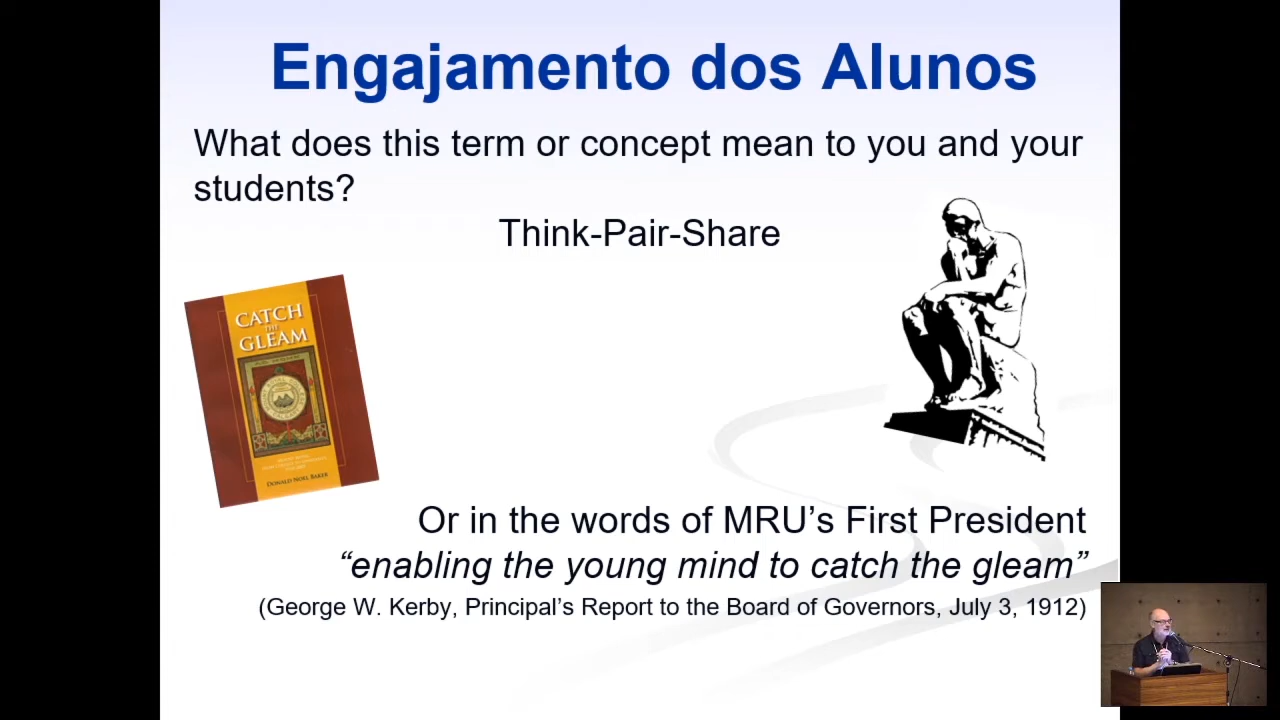 Engajamento dos Alunos
What does this term or concept mean to you and your
students?
Think-Pair-Share
CATCH
THE
GLEAM
DONALD NOEL BAKER
Or in the words of MRU’s First President
“enabling the young mind to catch the gleam”
(George W. Kerby, Principal’s Report to the Board of Governors, July 3, 1912)